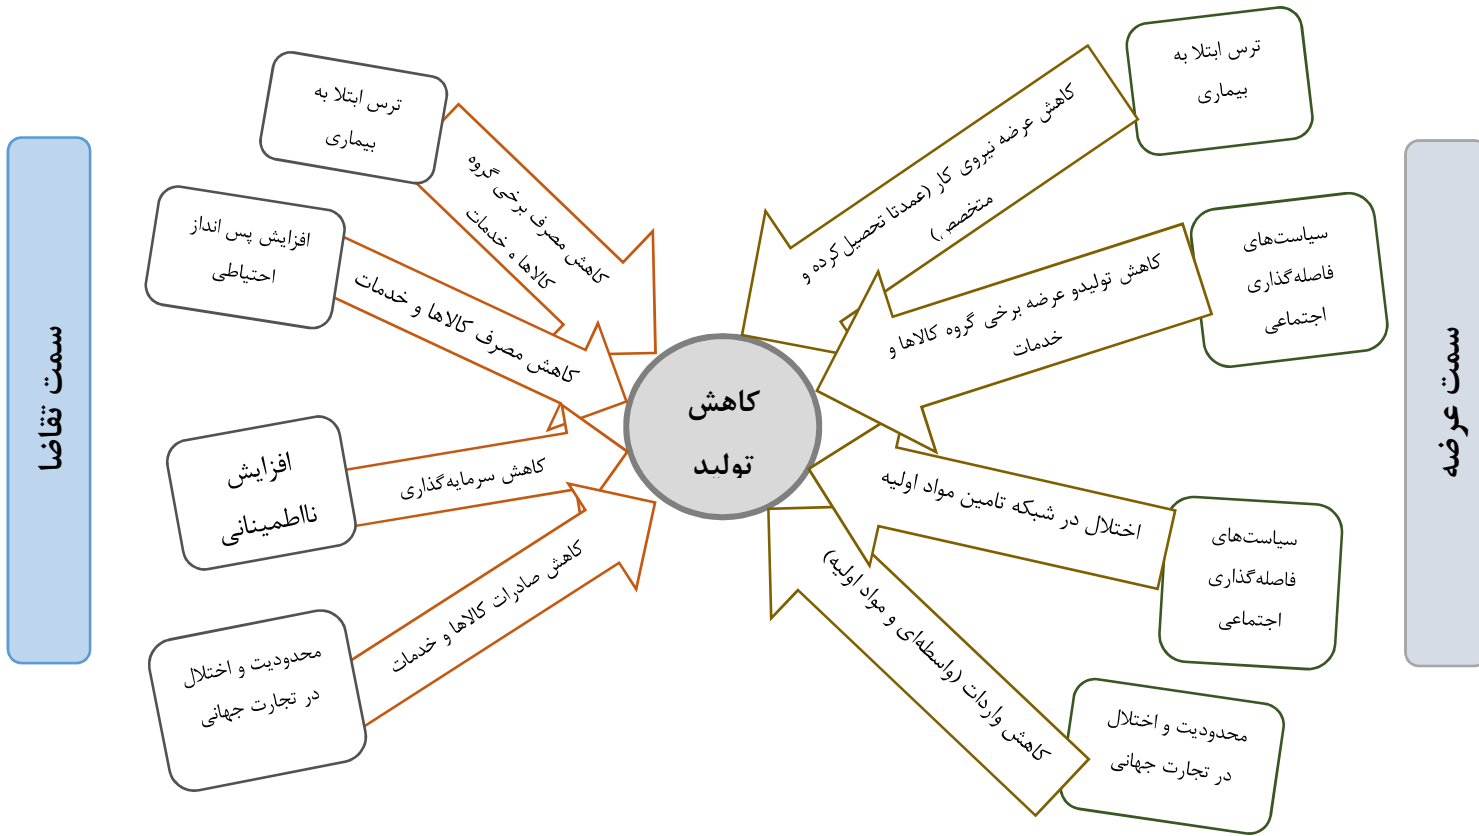 سمت عرضه
ترس ابتلا به
بیماری
کاهش عرضه نیروی کار (عمدتا تحصیل کرده و
متخصص)
سیاست‌های
فاصله‌گذاری
اجتماعی
کاهش تولیدو عرضه برخی گروه کالاها و
خدمات
سیاست‌های
فاصله‌گذاری
اجتماعی
اختلال در شبکه تامین مواد اولیه
محدودیت و اختلال
در تجارت جهانی
کاهش واردات (واسطه‌ای و مواد اولیه)
کاهش
تولید
ترس ابتلا به
بیماری
کاهش مصرف برخی گروه
کالاها و خدمات
افزایش پس انداز
احتیاطی
کاهش مصرف کالاها و خدمات
افزایش
نااطمینانی
کاهش سرمایه‌گذاری
محدودیت و اختلال
در تجارت جهانی
کاهش صادرات کالاها و خدمات
سمت تقاضا